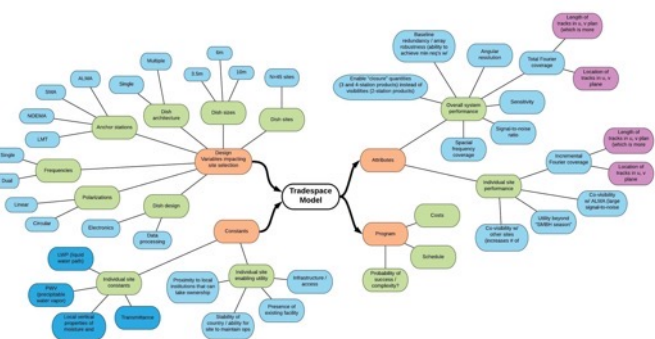 Length of
tracks in u, v plan
(which is more
Multiple
8m
Baseline
redundancy / array
robustness (ability to
achieve min req's w/
Angular
resolution
Total Fourier
coverage
Location of
tracks in u, v
plane
ALMA
Single
3.5m
10m
N=45 sites
SMA
Dish
architecture
Dish sizes
Dish sites
Enable "closure" quantities
(3 and 4-station products) instead of
visibilities (2-station products)
Overall system
performance
Sensitivity
NOEMA
Anchor stations
LMT
Signal-to-noise
ratio
frequency
coverage
Length of
tracks in u, v plan
(which is more
Single
Frequencies
Dual
Design
Variables impacting
site selection
Attributes
Incremental
Fourier coverage
Location of
tracks in u, v
plane
Polarizations
Linear
Circular
Tradespace
Model
Individual site
performance
Co-visibility
w/ ALMA (large
signal-to-noise
Dish design
Electronics
Data
processing
Constants
Costs
Program
Schedule
Probability of
success /
complexity?
Co-visibility w/
other sites
(increases # of
Utility beyond
"SMBH season"
LWP (liquid
water path)
PWV
(precipitable
water vapor)
Individual site
constants
Local vertical
properties of
moisture and
Transmittance
Proximity to local
institutions that can
take ownership
Individual site
enabling utility
Infrastructure /
access
Stability of
country / ability for
site to maintain ops
Presence of
existing facility